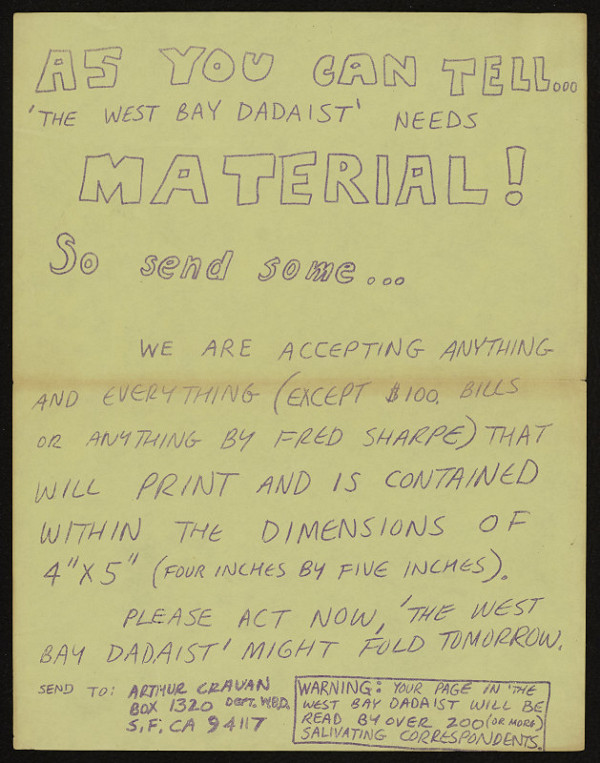 AS YOU CAN TELL...
'THE WEST BAY DADAIST' NEEDS
MATERIAL!
So send some...
WE ARE ACCEPTING ANYTHING
AND EVERYTHING (EXCEPT $100. BILLS
OR ANYTHING BY FRED SHARPE) THAT
WILL PRINT AND IS CONTAINED
WITHIN THE DIMENSIONS OF
4" X 5" (FOUR INCHES BY FIVE INCHES).
PLEASE ACT NOW, 'THE WEST
BAY DADAIST' MIGHT FOLD TOMORROW.
SEND TO: ARTHUR CRAVAN
BOX 1320 DEPT. W.B.D.
S.F. CA 94117
WARNING: YOUR PAGE IN 'THE
WEST BAY DADAIST WILL BE
READ BY OVER 200 (OR MORE)
SALIVATING CORRESPONDENTS.